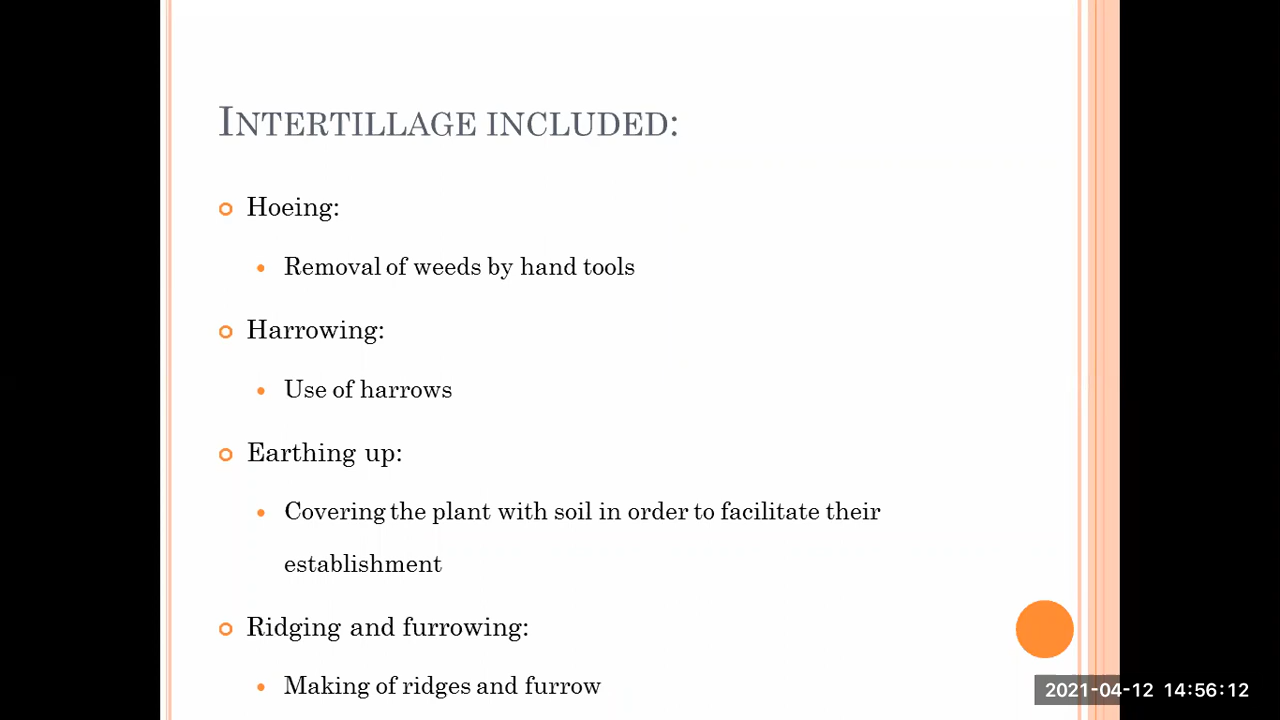 INTERTILLAGE INCLUDED:
Hoeing:
Removal of weeds by hand tools
Harrowing:
Use of harrows
Earthing up:
Covering the plant with soil in order to facilitate their
establishment
Ridging and furrowing:
Making of ridges and furrow
2021-04-12 14:56:12